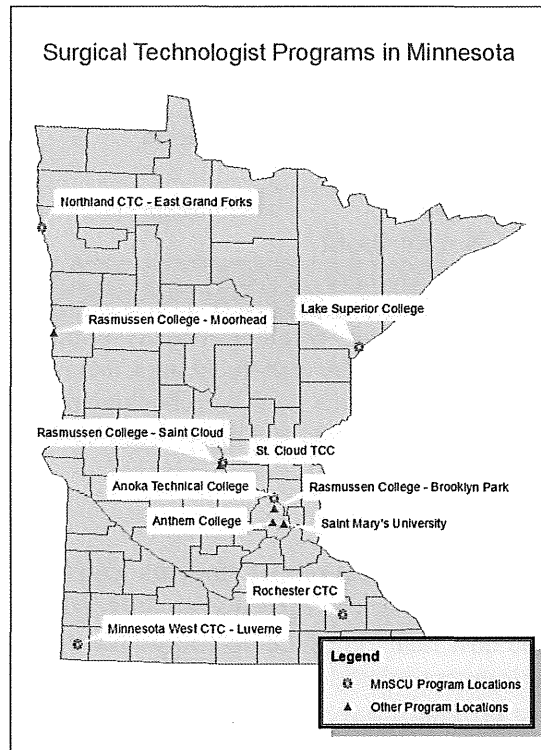 Surgical Technologist Programs in Minnesota
Northland CTC - East Grand Forks
Lake Superior College
Rasmussen College - Moorhead
Rasmussen College - Saint Cloud
St. Cloud TCC
Anoka Technical College
Rasmussen College - Brooklyn Park
Anthem College
Saint Mary's University
Rochester CTC
Minnesota West CTC - Luverne
Legend
MnSCU Program Locations
Other Program Locations